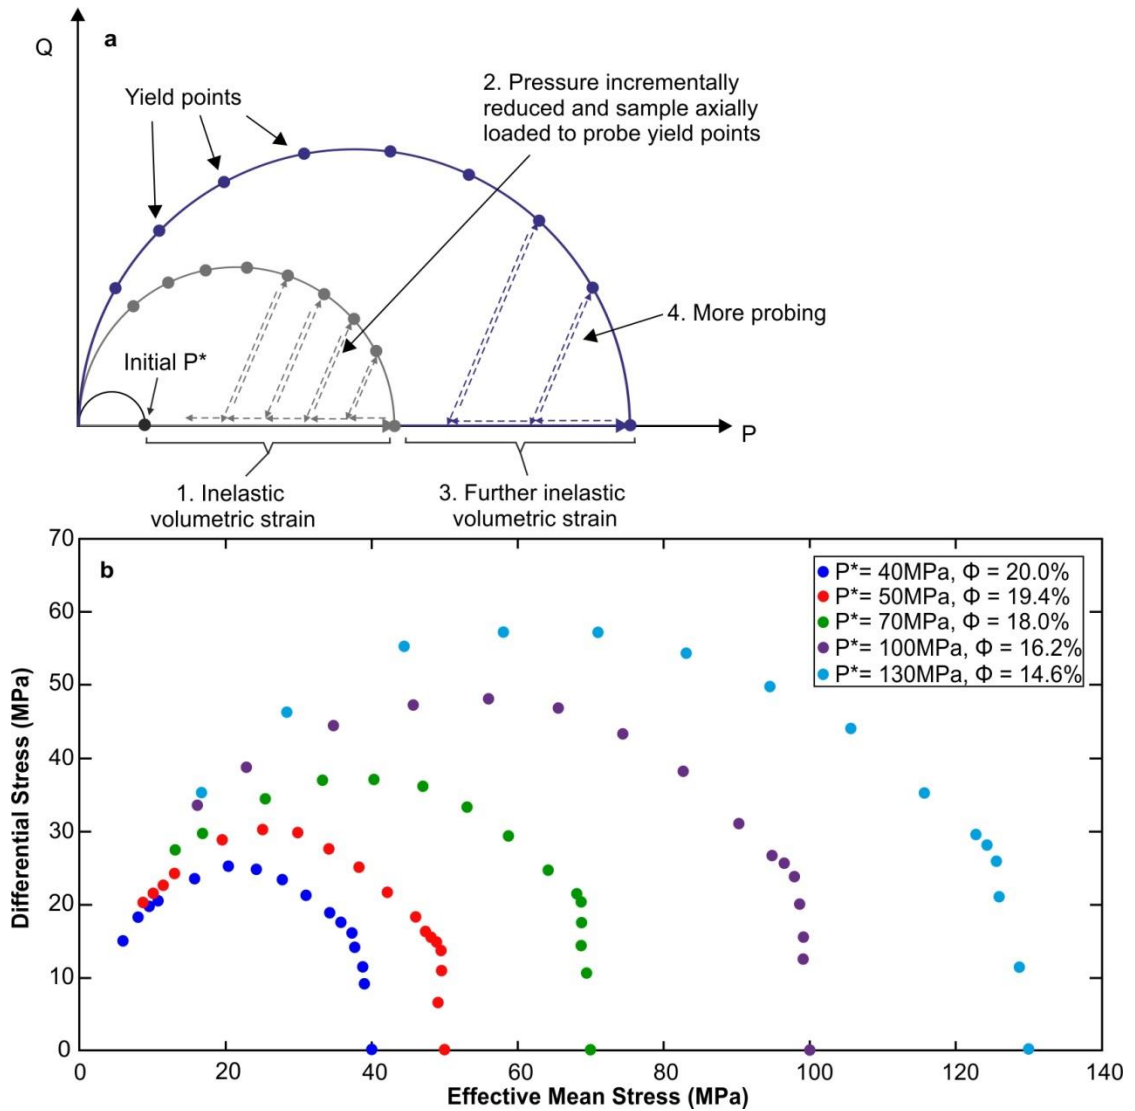 a
Q
Yield points
2. Pressure incrementally
reduced and sample axially
loaded to probe yield points
4. More probing
Initial P*
P
1. Inelastic
volumetric strain
3. Further inelastic
volumetric strain
b
70
60
50
40
30
20
10
0
Differential Stress (MPa)
P*= 40MPa, Φ = 20.0%
P*= 50MPa, Φ = 19.4%
P*= 70MPa, Φ = 18.0%
P*= 100MPa, Φ = 16.2%
P*= 130MPa, Φ = 14.6%
0 20 40 60 80 100 120 140
Effective Mean Stress (MPa)